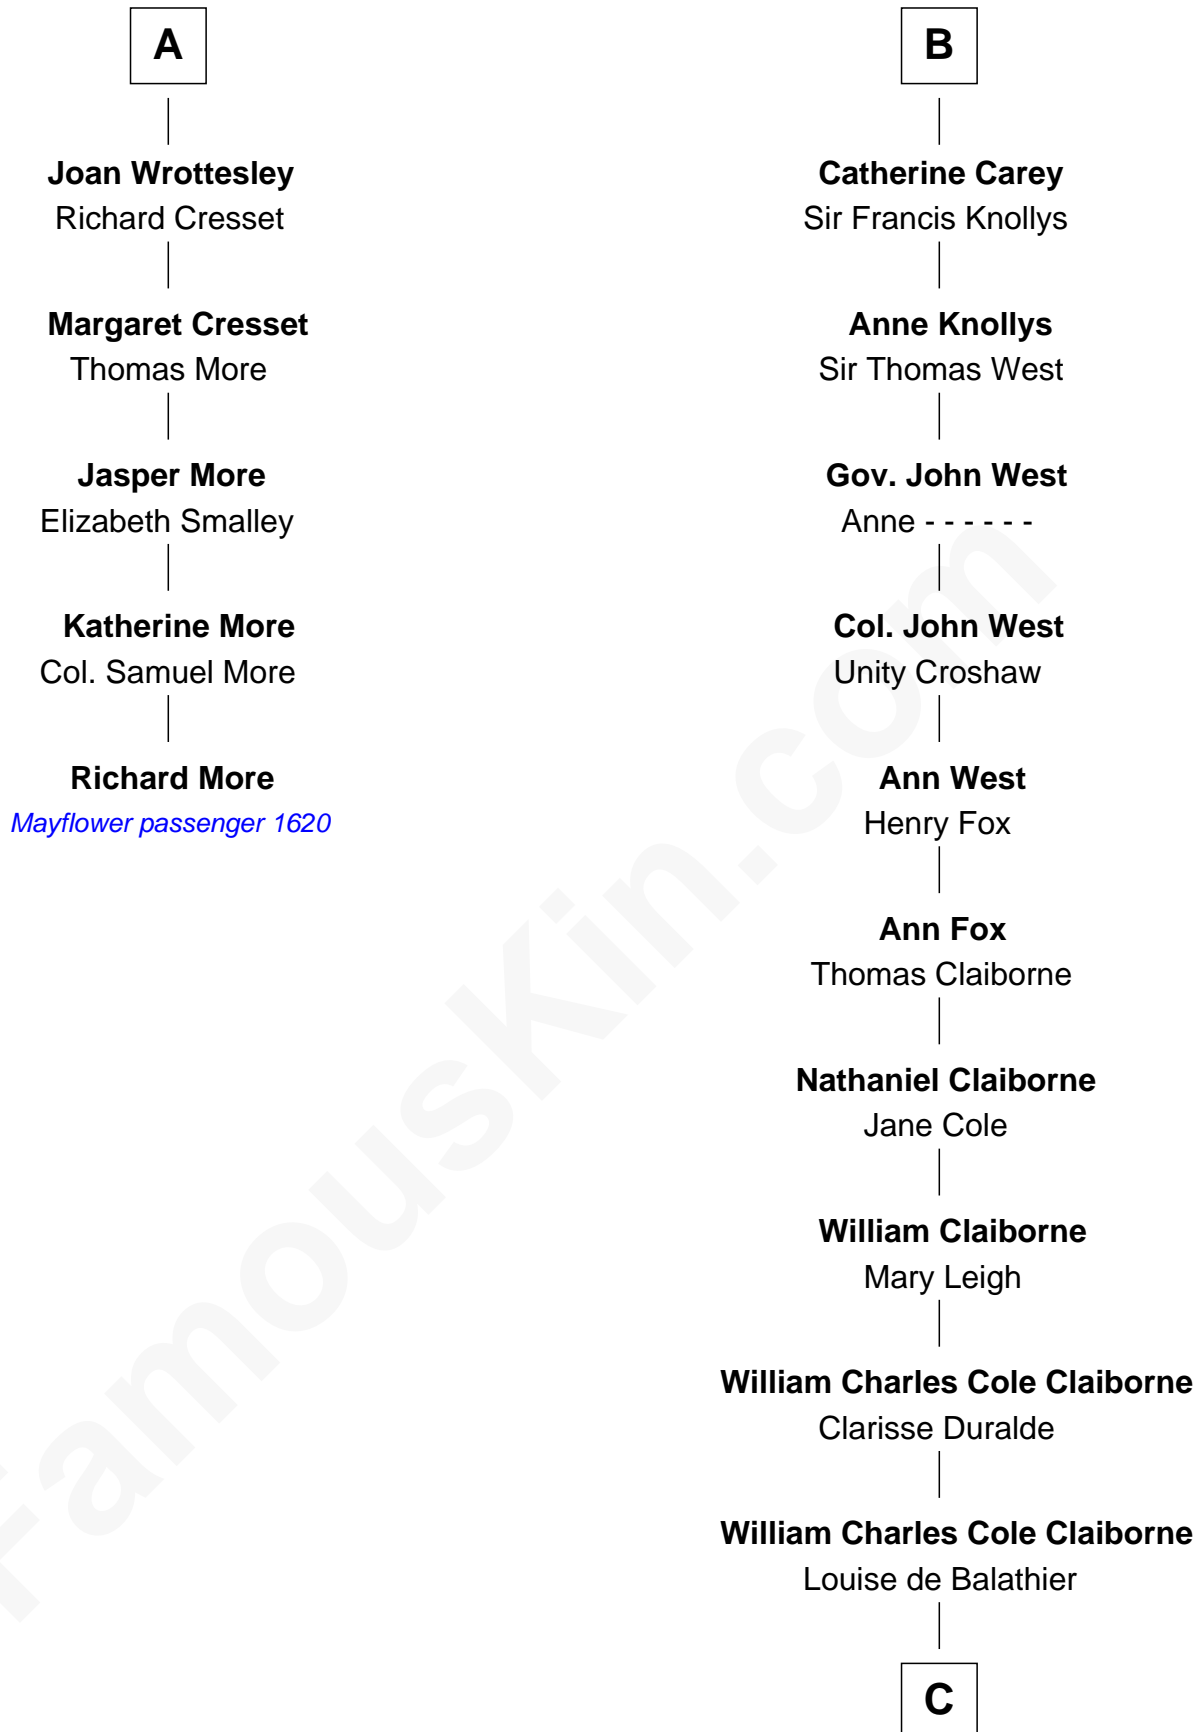 A
Joan Wrottesley
Richard Cresset
Margaret Cresset
Thomas More
Jasper More
Elizabeth Smalley
Katherine More
Col. Samuel More
Richard More
Mayflower passenger 1620
B
Catherine Carey
Sir Francis Knollys
Anne Knollys
Sir Thomas West
Gov. John West
Anne - - - - - -
Col. John West
Unity Croshaw
Ann West
Henry Fox
Ann Fox
Thomas Claiborne
Nathaniel Claiborne
Jane Cole
William Claiborne
Mary Leigh
William Charles Cole Claiborne
Clarisse Duralde
William Charles Cole Claiborne
Louise de Balathier
C
FamousKin.com